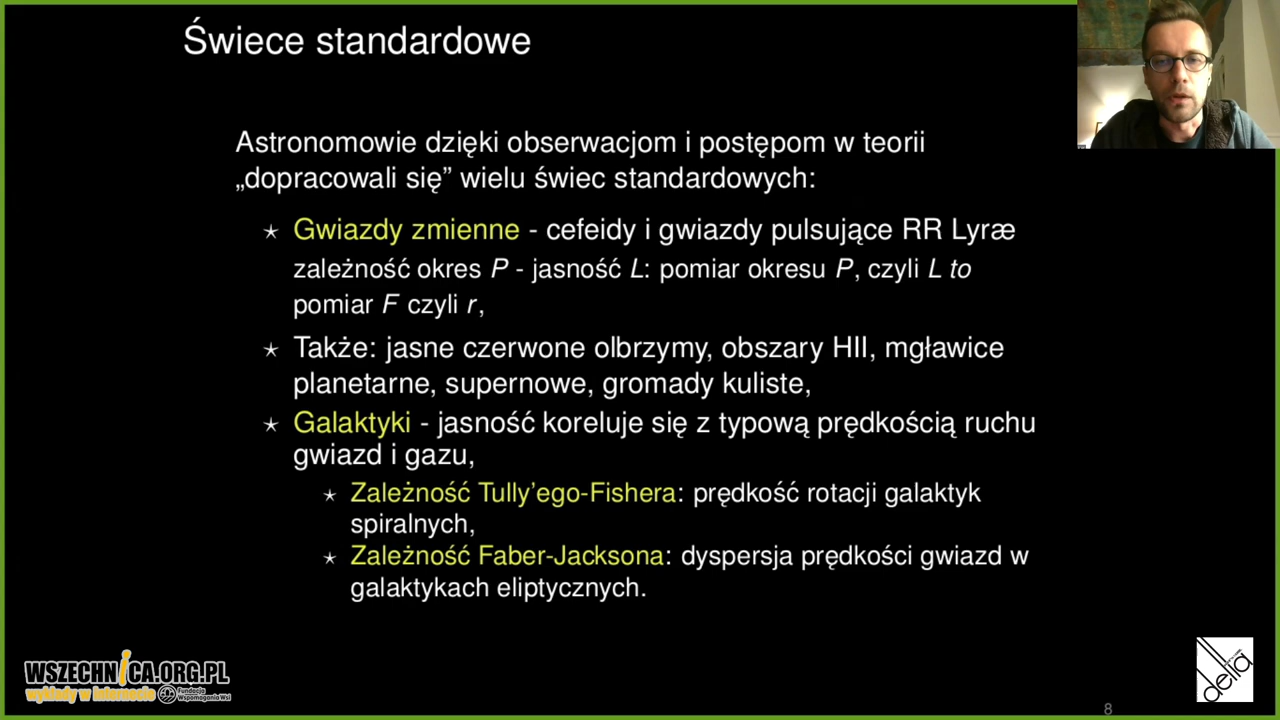 Świece standardowe
Astronomowie dzięki obserwacjom i postępom w teorii
„dopracowali się” wielu świec standardowych:
⋆ Gwiazdy zmienne - cefeidy i gwiazdy pulsujące RR Lyræ
zależność okres P - jasność L: pomiar okresu P, czyli L to
pomiar F czyli r,
⋆ Także: jasne czerwone olbrzymy, obszary HII, mgławice
planetarne, supernowe, gromady kuliste,
⋆ Galaktyki - jasność koreluje się z typową prędkością ruchu
gwiazd i gazu,
⋆ Zależność Tully’ego-Fishera: prędkość rotacji galaktyk
spiralnych,
⋆ Zależność Faber-Jacksona: dyspersja prędkości gwiazd w
galaktykach eliptycznych.
WSZECHNICA.ORG.PL
wykłady w internecie
Fundacja
Wspomagania Wsi
delta
8